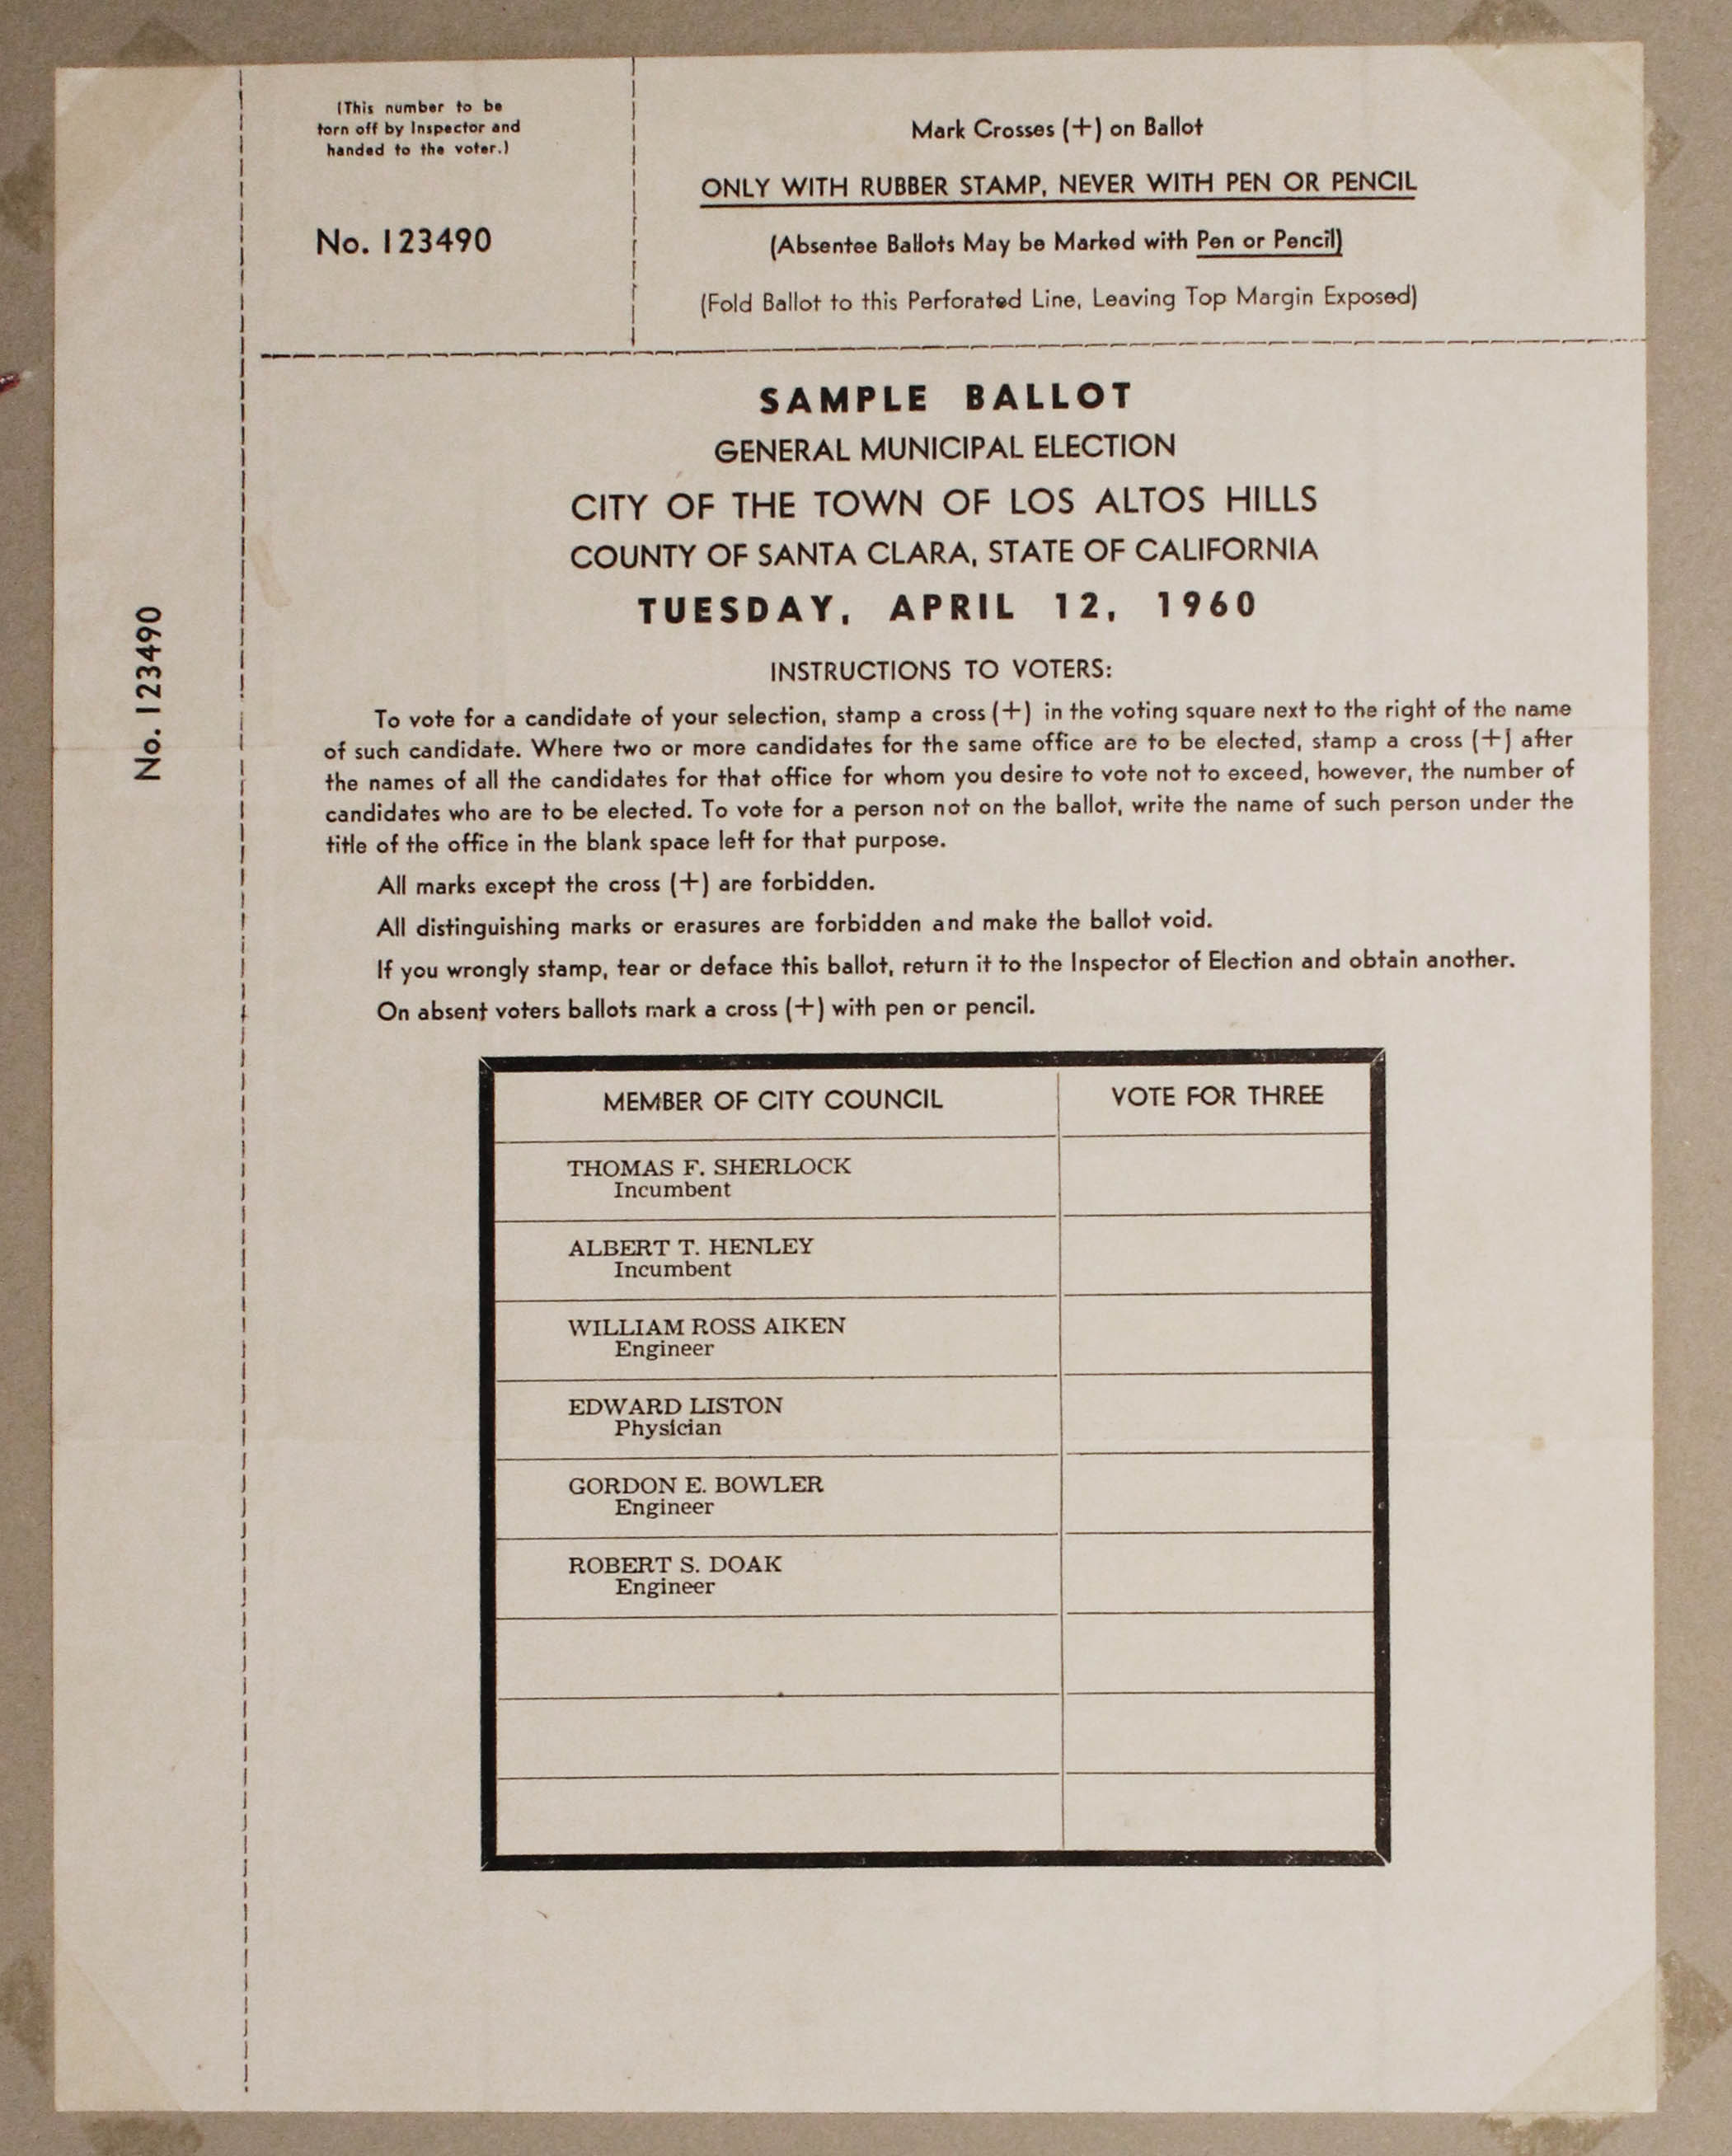 (This number to be
torn off by Inspector and
handed to the voter.)
No. 123490
Mark Crosses (+) on Ballot
ONLY WITH RUBBER STAMP, NEVER WITH PEN OR PENCIL
(Absentee Ballots May be Marked with Pen or Pencil)
(Fold Ballot to this Perforated Line, Leaving Top Margin Exposed)
No. 123490
SAMPLE BALLOT
GENERAL MUNICIPAL ELECTION
CITY OF THE TOWN OF LOS ALTOS HILLS
COUNTY OF SANTA CLARA, STATE OF CALIFORNIA
TUESDAY, APRIL 12, 1960
INSTRUCTIONS TO VOTERS:
To vote for a candidate of your selection, stamp a cross (+) in the voting square next to the right of the name
of such candidate. Where two or more candidates for the same office are to be elected, stamp a cross (+) after
the names of all the candidates for that office for whom you desire to vote not to exceed, however, the number of
candidates who are to be elected. To vote for a person not on the ballot, write the name of such person under the
title of the office in the blank space left for that purpose.
All marks except the cross (+) are forbidden.
All distinguishing marks or erasures are forbidden and make the ballot void.
If you wrongly stamp, tear or deface this ballot, return it to the Inspector of Election and obtain another.
On absent voters ballots mark a cross (+) with pen or pencil.
MEMBER OF CITY COUNCIL VOTE FOR THREE
THOMAS F. SHERLOCK
Incumbent
ALBERT T. HENLEY
Incumbent
WILLIAM ROSS AIKEN
Engineer
EDWARD LISTON
Physician
GORDON E. BOWLER
Engineer
ROBERT S. DOAK
Engineer